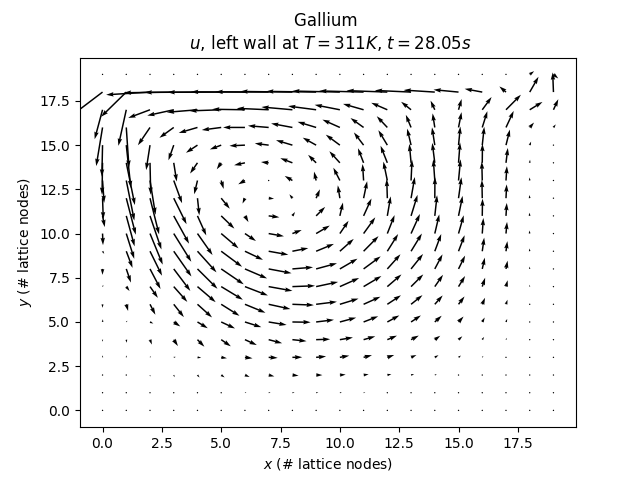 Gallium
u, left wall at T = 311K, t = 28.05s
17.5
15.0
12.5
10.0
7.5
5.0
2.5
0.0
y (# lattice nodes)
0.0 2.5 5.0 7.5 10.0 12.5 15.0 17.5
x (# lattice nodes)